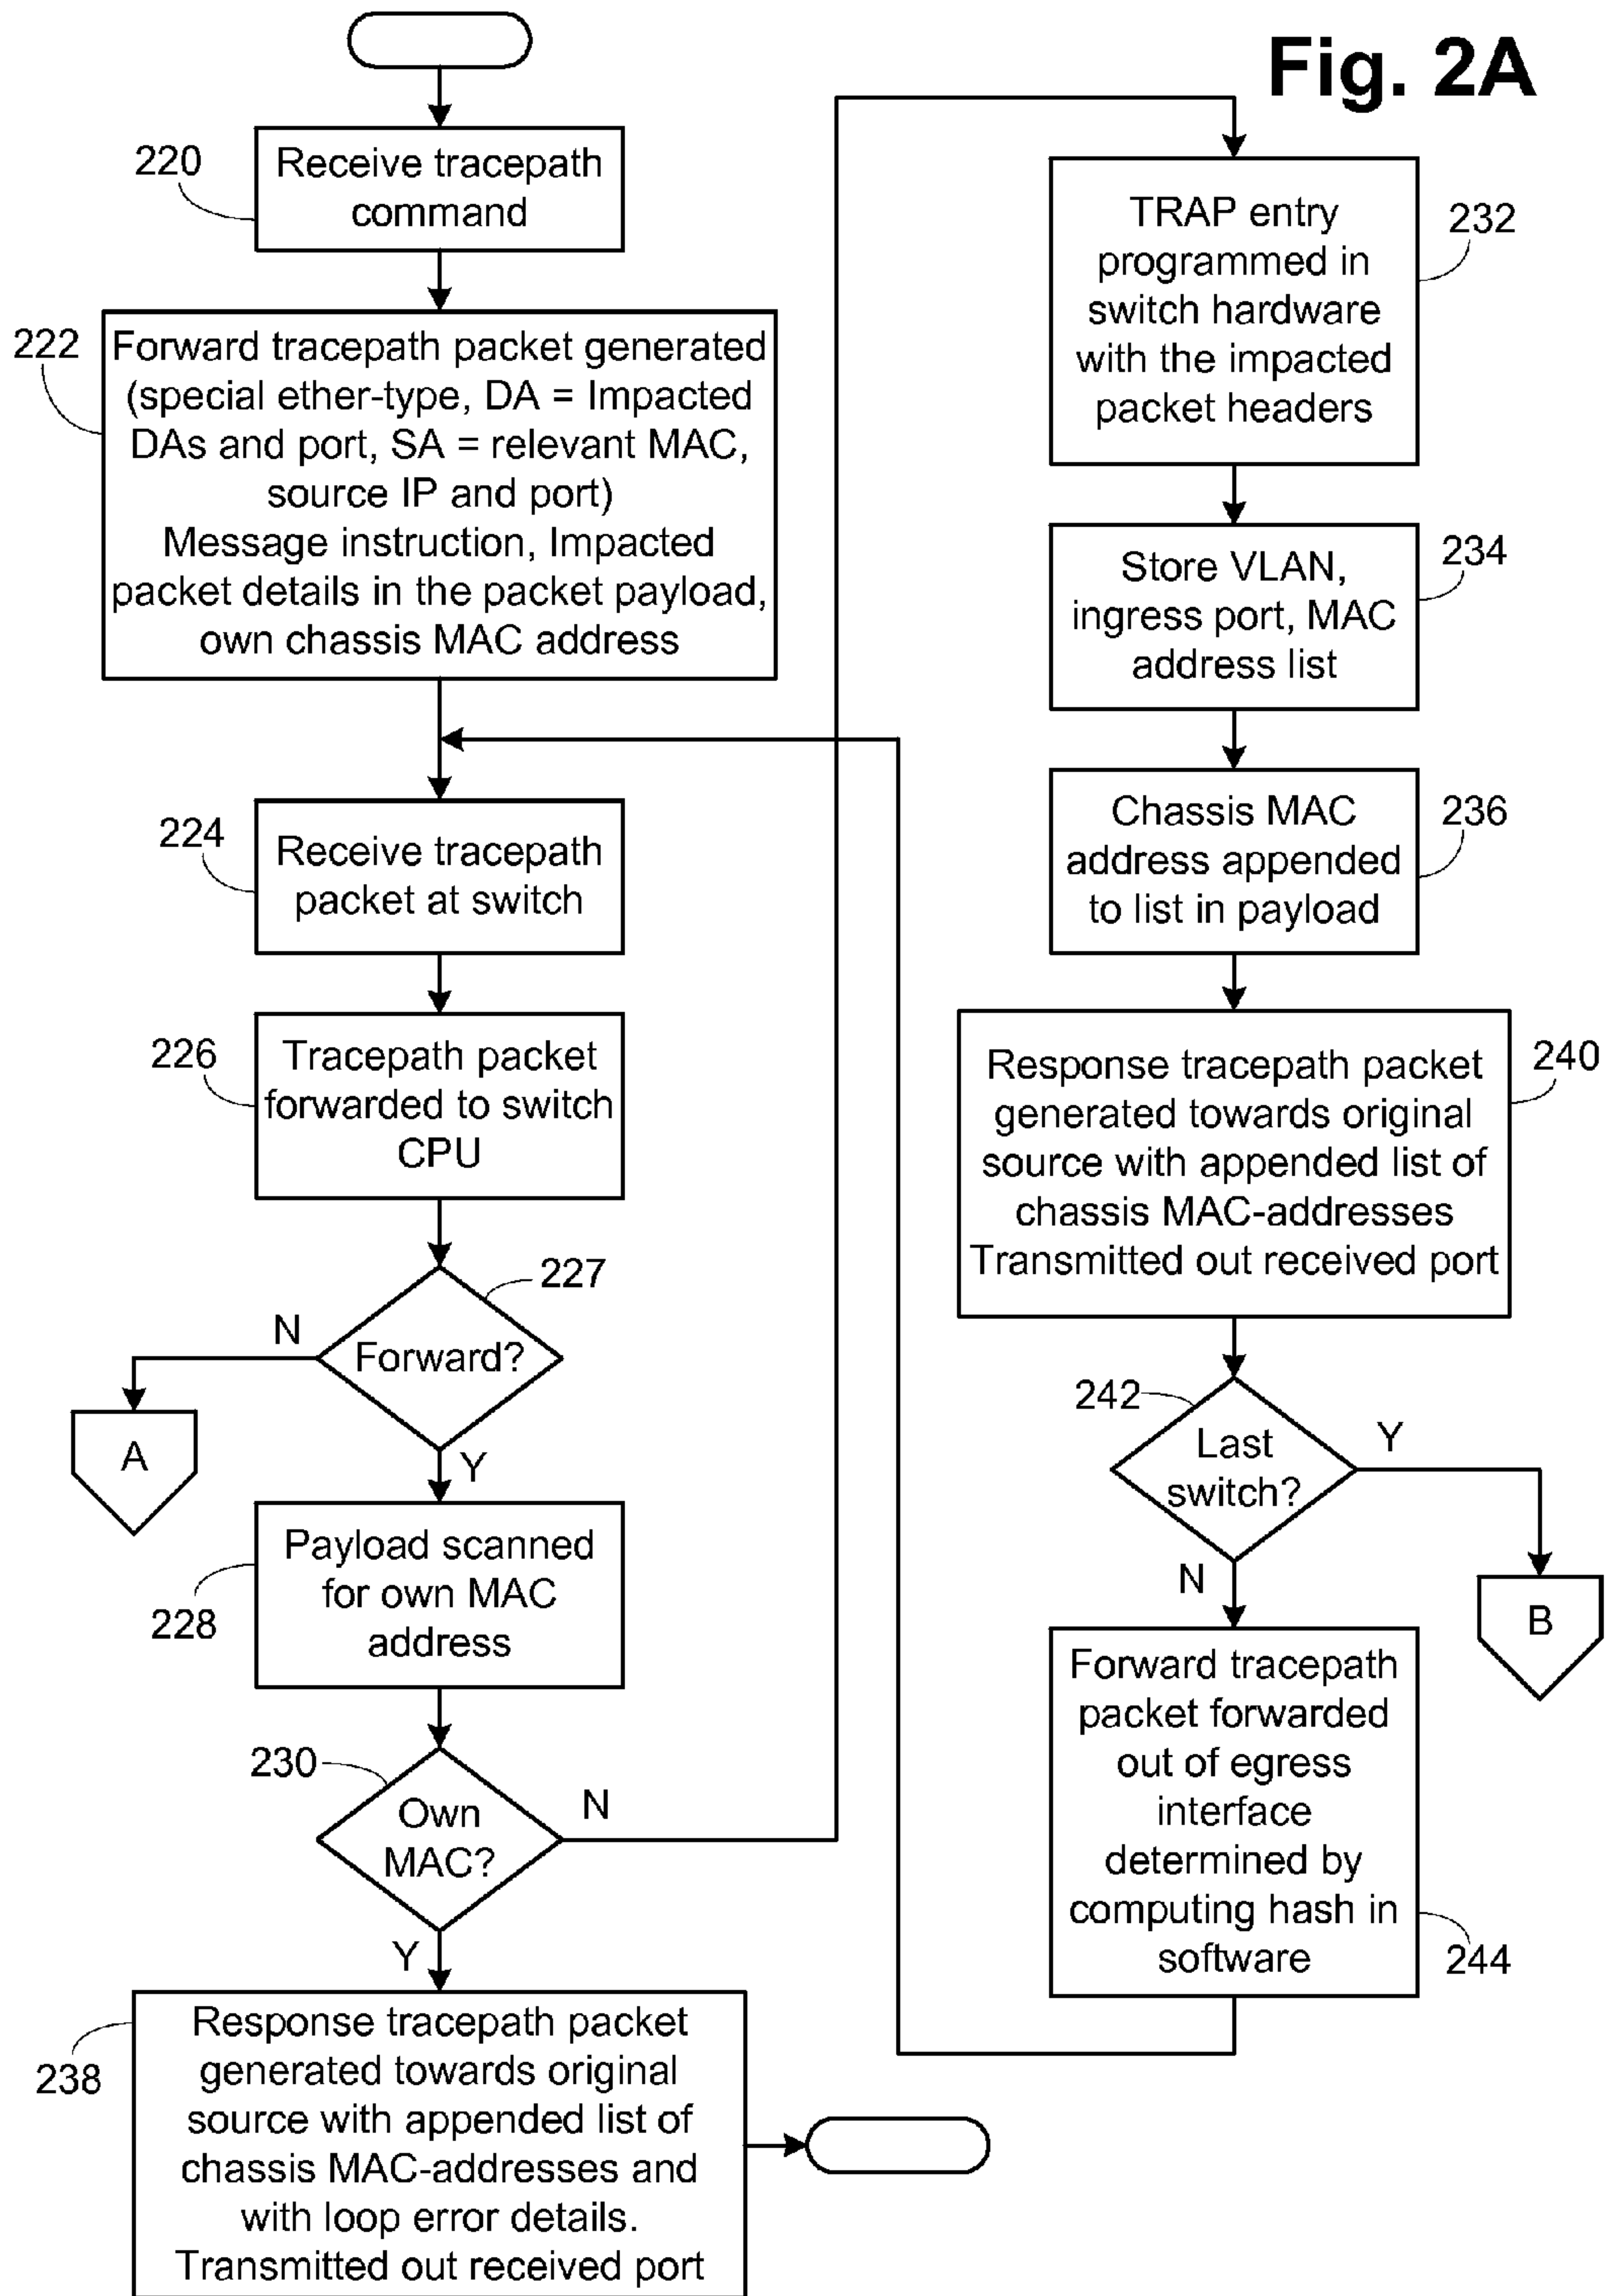 Fig. 2A
220
Receive tracepath
command
222
Forward tracepath packet generated
(special ether-type, DA = Impacted
DAs and port, SA = relevant MAC,
source IP and port)
Message instruction, Impacted
packet details in the packet payload,
own chassis MAC address
224
Receive tracepath
packet at switch
226
Tracepath packet
forwarded to switch
CPU
227
Forward?
N
A
Y
228
Payload scanned
for own MAC
address
230
Own
MAC?
N
Y
238
Response tracepath packet
generated towards original
source with appended list of
chassis MAC-addresses and
with loop error details.
Transmitted out received port
232
TRAP entry
programmed in
switch hardware
with the impacted
packet headers
234
Store VLAN,
ingress port, MAC
address list
236
Chassis MAC
address appended
to list in payload
240
Response tracepath packet
generated towards original
source with appended list of
chassis MAC-addresses
Transmitted out received port
242
Last
switch?
Y
B
N
244
Forward tracepath
packet forwarded
out of egress
interface
determined by
computing hash in
software